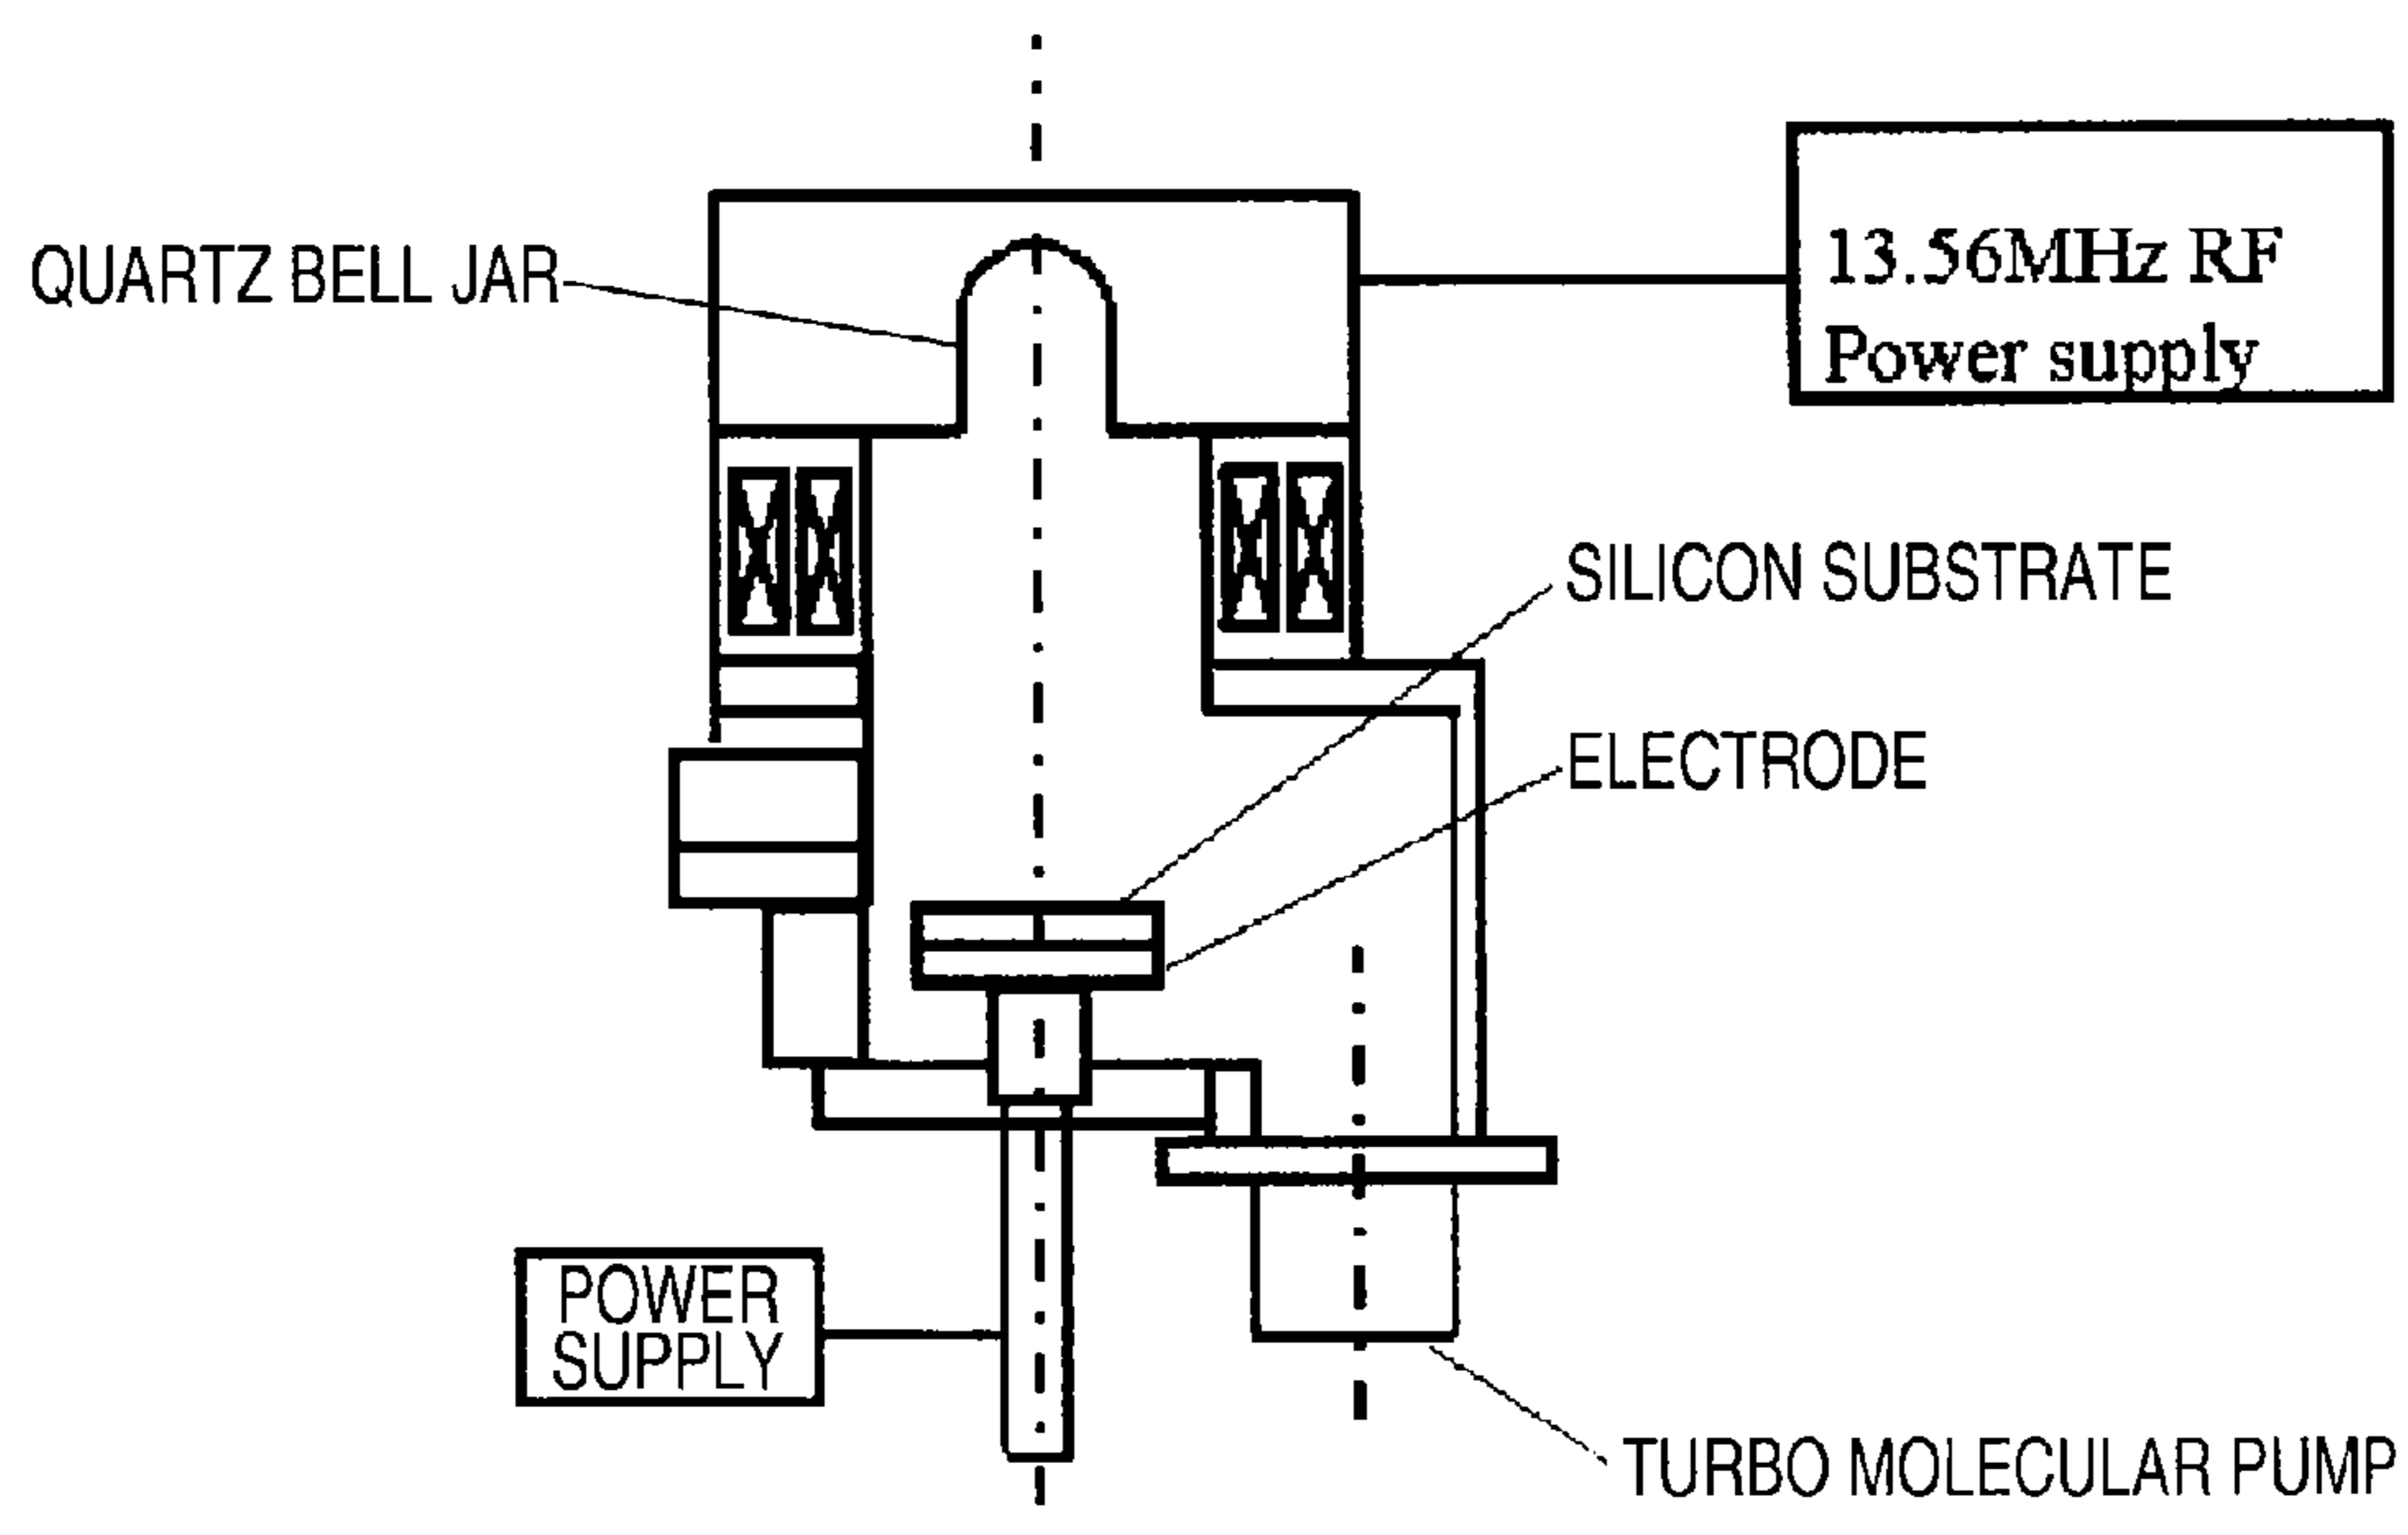 QUARTZ BELL JAR
13.56MHz RF
Power supply
SILICON SUBSTRATE
ELECTRODE
POWER
SUPPLY
TURBO MOLECULAR PUMP